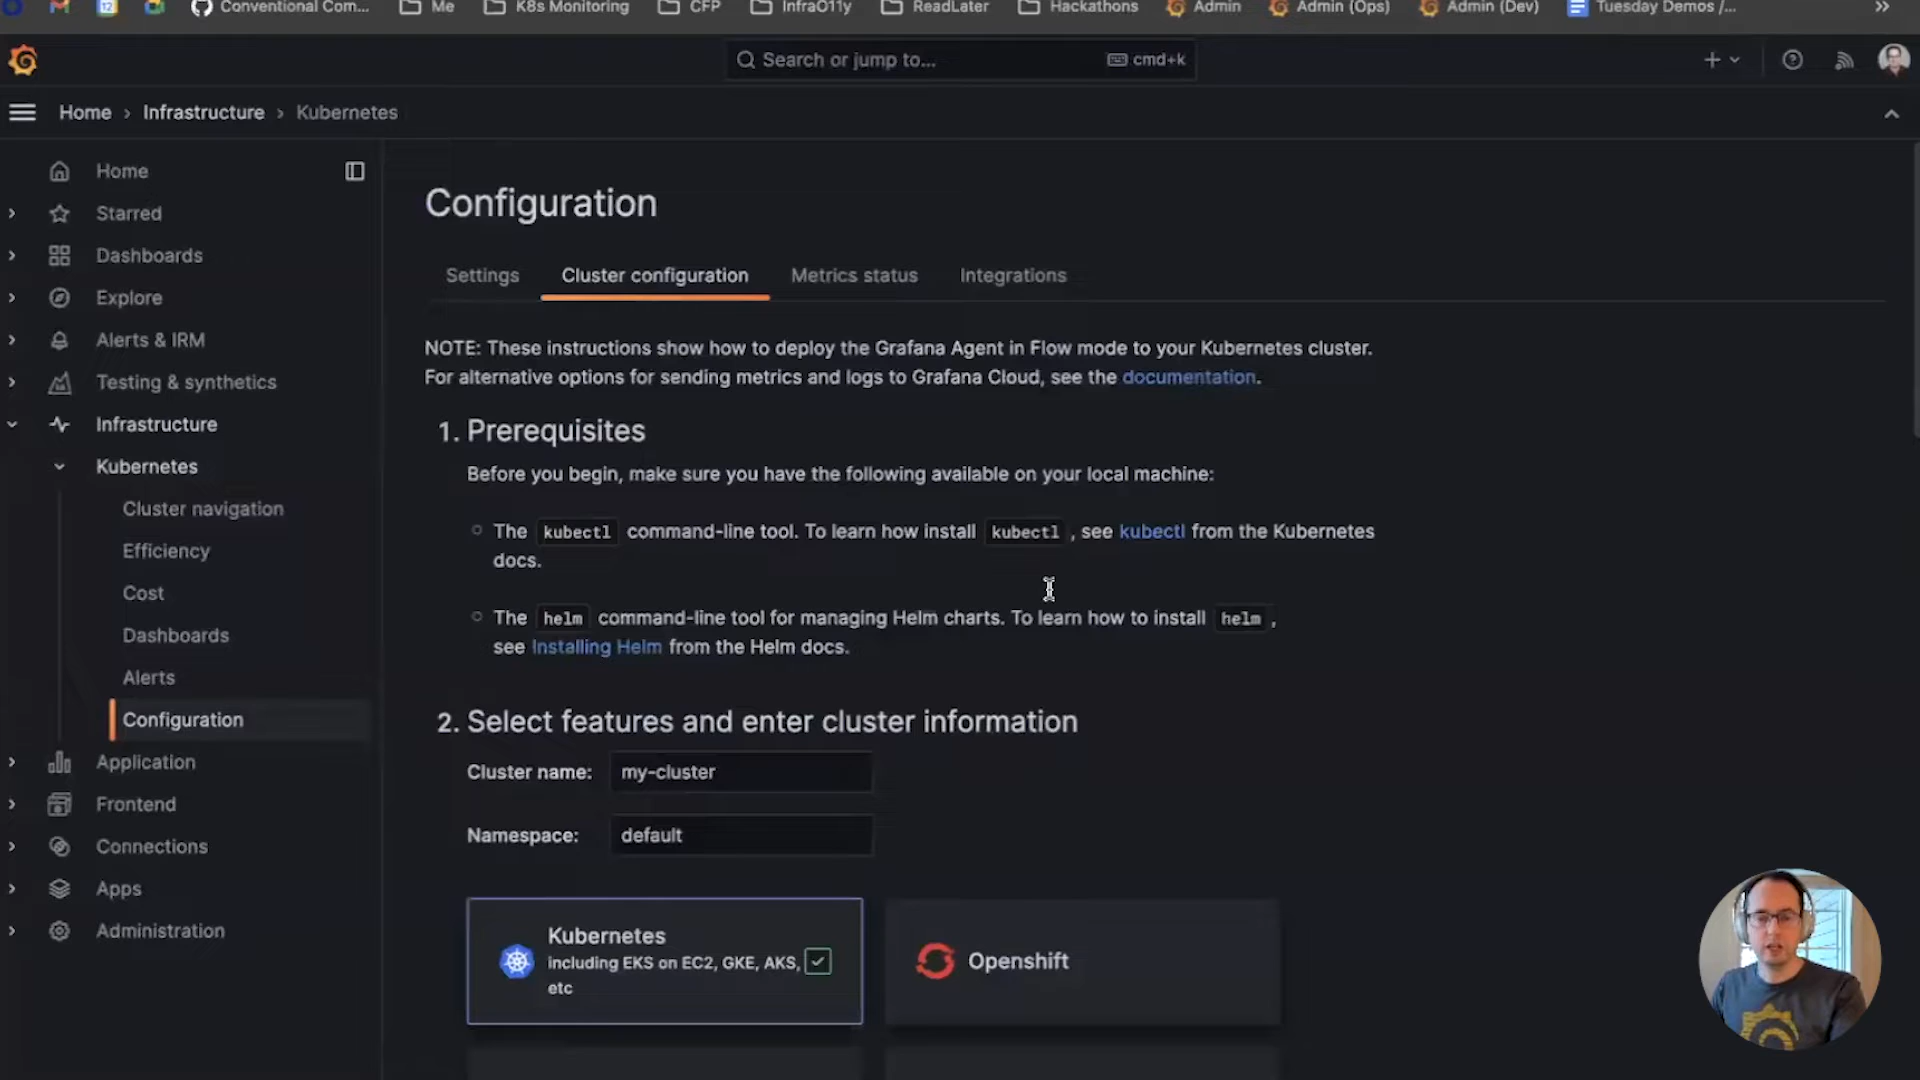 Conventional Com...
Me
K8s Monitoring
CFP
InfraO11y
ReadLater
Hackathons
Admin
Admin (Ops)
Admin (Dev)
Tuesday Demos /...
12
Search or jump to...
cmd+k
Home › Infrastructure › Kubernetes
Home
Starred
Dashboards
Explore
Alerts & IRM
Testing & synthetics
Infrastructure
Kubernetes
Cluster navigation
Efficiency
Cost
Dashboards
Alerts
Configuration
Application
Frontend
Connections
Apps
Administration
Configuration
Settings
Cluster configuration
Metrics status
Integrations
NOTE: These instructions show how to deploy the Grafana Agent in Flow mode to your Kubernetes cluster.
For alternative options for sending metrics and logs to Grafana Cloud, see the documentation.
1. Prerequisites
Before you begin, make sure you have the following available on your local machine:
The kubectl command-line tool. To learn how install kubectl , see kubectl from the Kubernetes
docs.
The helm command-line tool for managing Helm charts. To learn how to install helm ,
see Installing Helm from the Helm docs.
2. Select features and enter cluster information
Cluster name: my-cluster
Namespace: default
Kubernetes
including EKS on EC2, GKE, AKS,
etc
Openshift